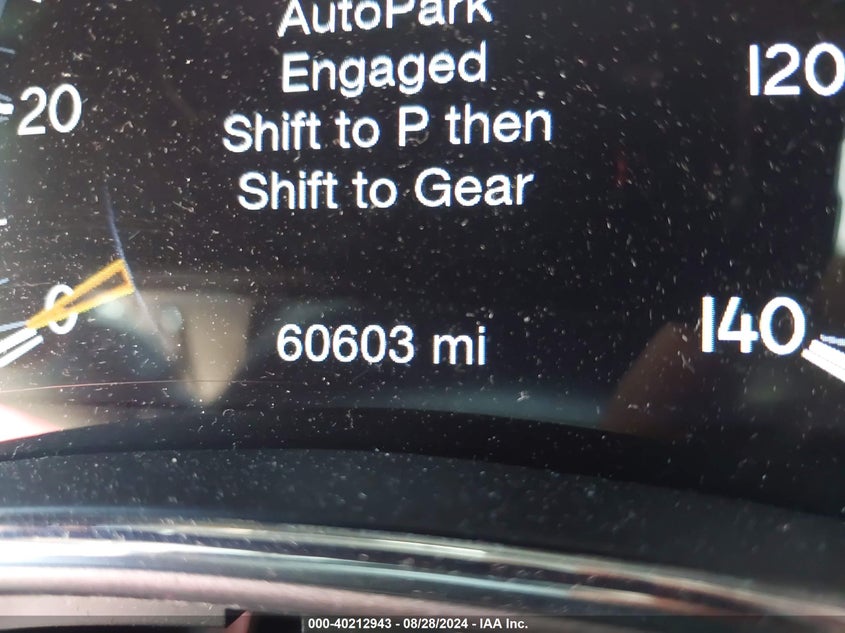 AutoPark
Engaged
120
20
Shift to P then
Shift to Gear
0
140
60603 mi
000-40212943 - 08/28/2024 - IAA Inc.